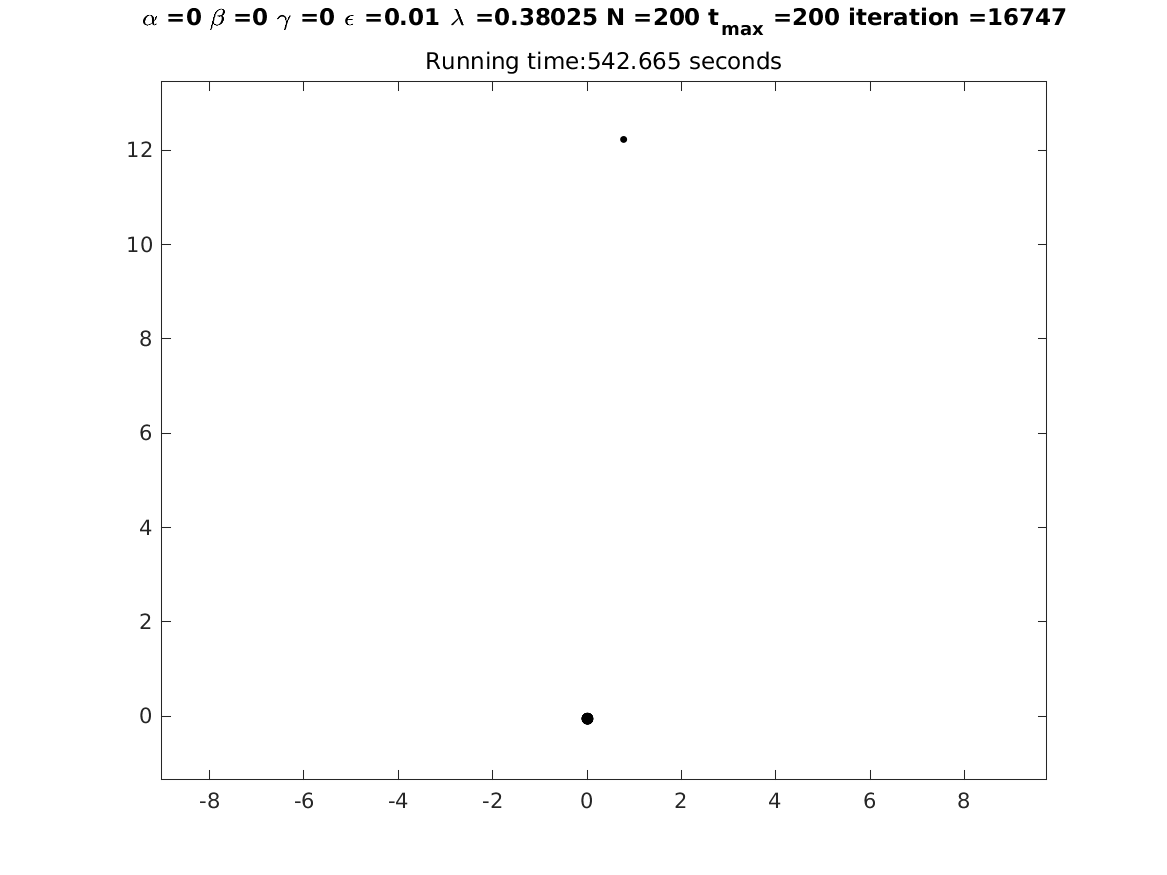 α =0 β =0 γ =0 ϵ =0.01 λ =0.38025 N =200 t_max =200 iteration =16747
Running time:542.665 seconds
12
10
8
6
4
2
0
-8 -6 -4 -2 0 2 4 6 8